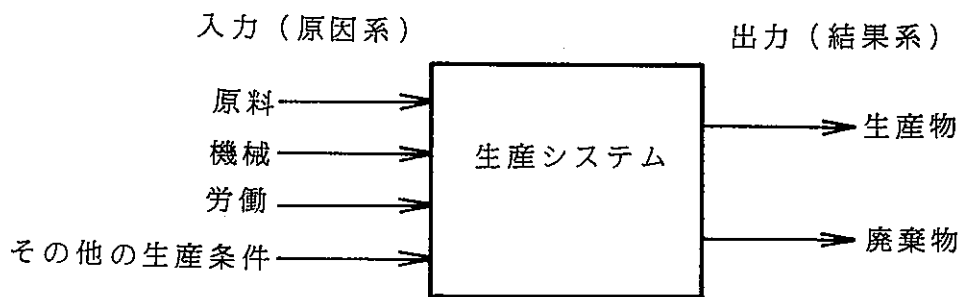 入力（原因系）
出力（結果系）
原料
機械
労働
その他の生産条件
生産システム
生産物
廃棄物